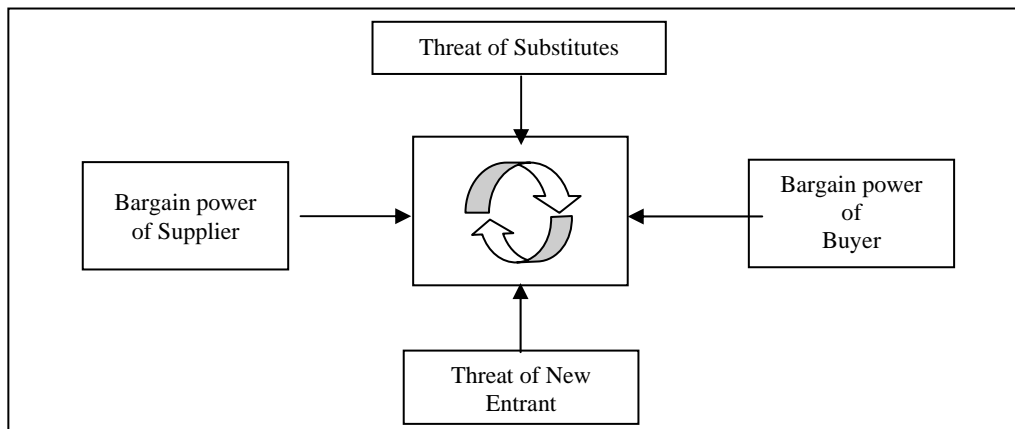 Threat of Substitutes
Bargain power
of Supplier
Bargain power
of
Buyer
Threat of New
Entrant